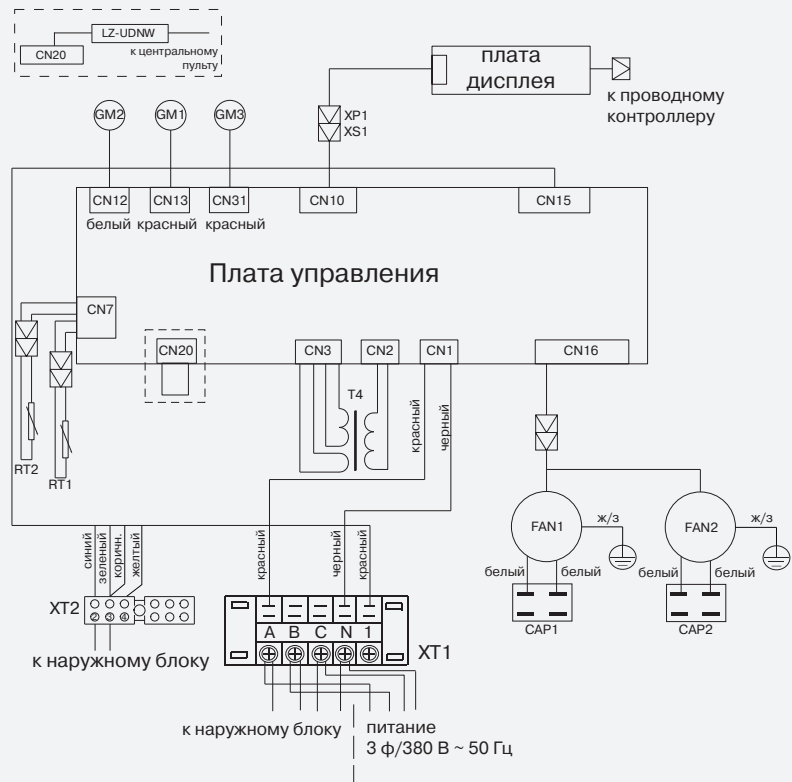 LZ-UDNW
CN20
к центральному
пульту
плата
дисплея
к проводному
контроллеру
GM2
GM1
GM3
XP1
XS1
CN12
CN13
CN31
CN10
CN15
белый
красный
красный
Плата управления
CN7
CN20
CN3
CN2
CN1
CN16
T4
красный
черный
RT2
RT1
FAN1
ж/з
FAN2
ж/з
синий
зеленый
коричн.
желтый
красный
черный
красный
белый
белый
белый
белый
CAP1
CAP2
XT2
2
3
4
A
B
C
N
1
XT1
к наружному блоку
к наружному блоку
питание
3 ф/380 В ~ 50 Гц